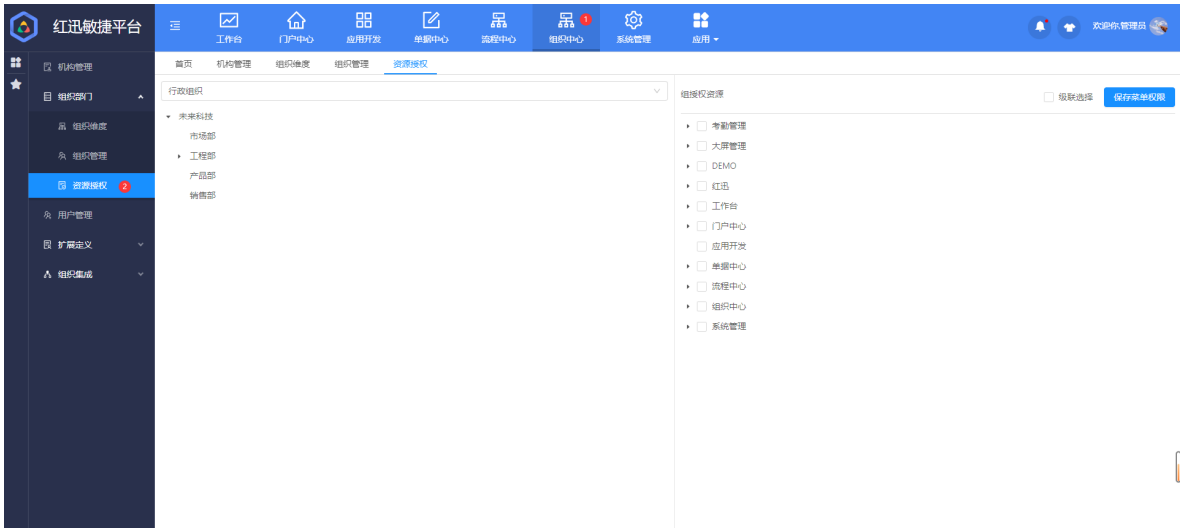 红迅敏捷平台
工作台
门户中心
应用开发
单据中心
流程中心
组织中心
1
系统管理
应用
欢迎你,管理员
机构管理
组织部门
组织维度
组织管理
资源授权
2
用户管理
扩展定义
组织集成
首页 机构管理 组织维度 组织管理 资源授权
行政组织
未来科技
市场部
工程部
产品部
销售部
组授权资源
级联选择
保存菜单权限
考勤管理
大屏管理
DEMO
红迅
工作台
门户中心
应用开发
单据中心
流程中心
组织中心
系统管理